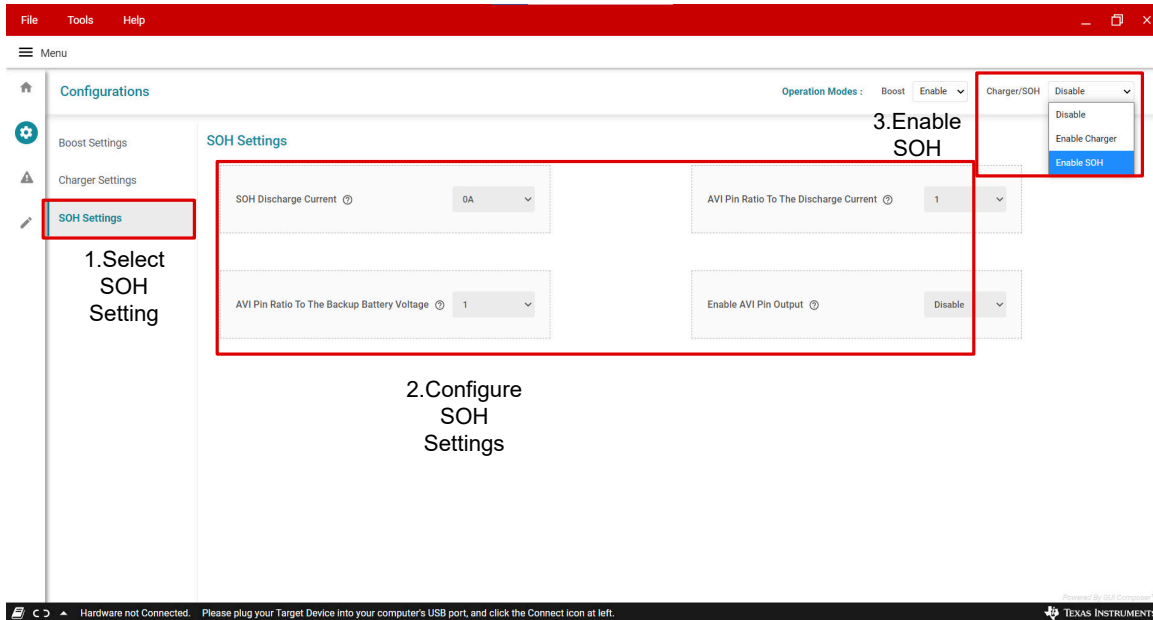 File Tools Help
Menu
Configurations
Operation Modes : Boost Enable Charger/SOH Disable
Disable
Enable Charger
Enable SOH
3.Enable
SOH
Boost Settings
Charger Settings
SOH Settings
1.Select
SOH
Setting
SOH Settings
SOH Discharge Current 0A
AVI Pin Ratio To The Discharge Current 1
AVI Pin Ratio To The Backup Battery Voltage 1
Enable AVI Pin Output Disable
2.Configure
SOH
Settings
Powered By GUI Composer
Hardware not Connected. Please plug your Target Device into your computer's USB port, and click the Connect icon at left.
TEXAS INSTRUMENTS